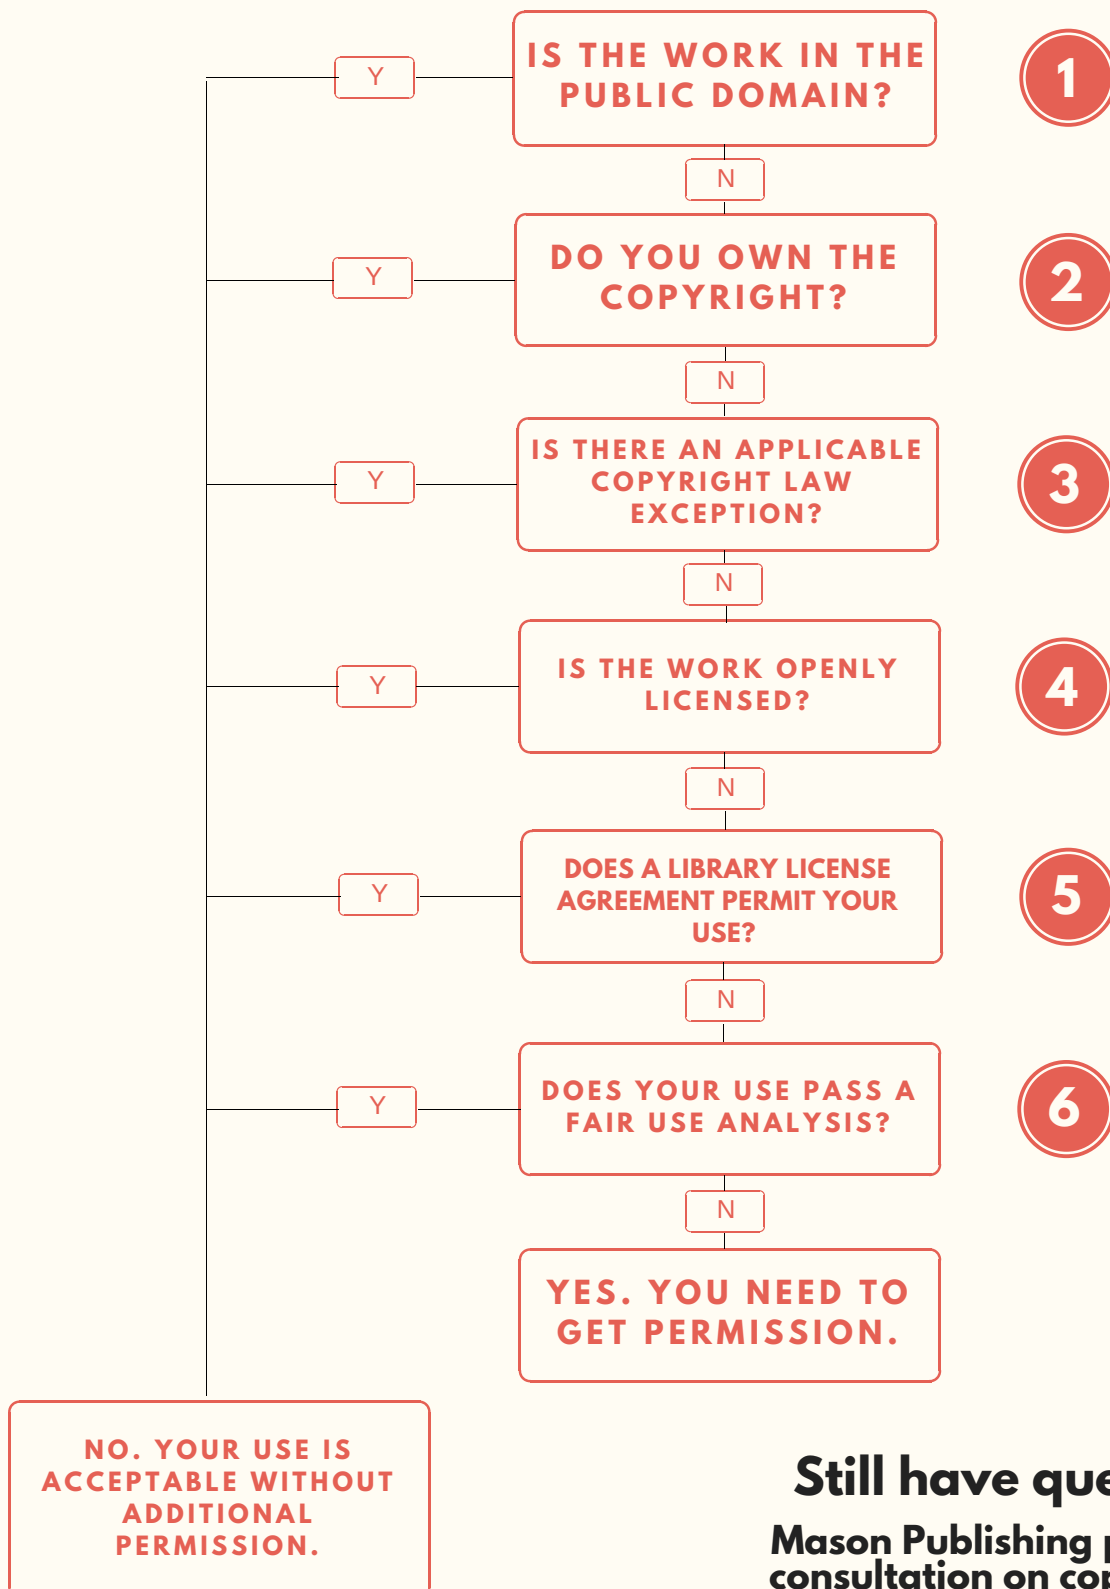 IS THE WORK IN THE
PUBLIC DOMAIN?
Y
1
N
DO YOU OWN THE
COPYRIGHT?
Y
2
N
IS THERE AN APPLICABLE
COPYRIGHT LAW
EXCEPTION?
Y
3
N
IS THE WORK OPENLY
LICENSED?
Y
4
N
DOES A LIBRARY LICENSE
AGREEMENT PERMIT YOUR
USE?
Y
5
N
DOES YOUR USE PASS A
FAIR USE ANALYSIS?
Y
6
N
YES. YOU NEED TO
GET PERMISSION.
NO. YOUR USE IS
ACCEPTABLE WITHOUT
ADDITIONAL
PERMISSION.
Still have
Mason Publishing
consultation on